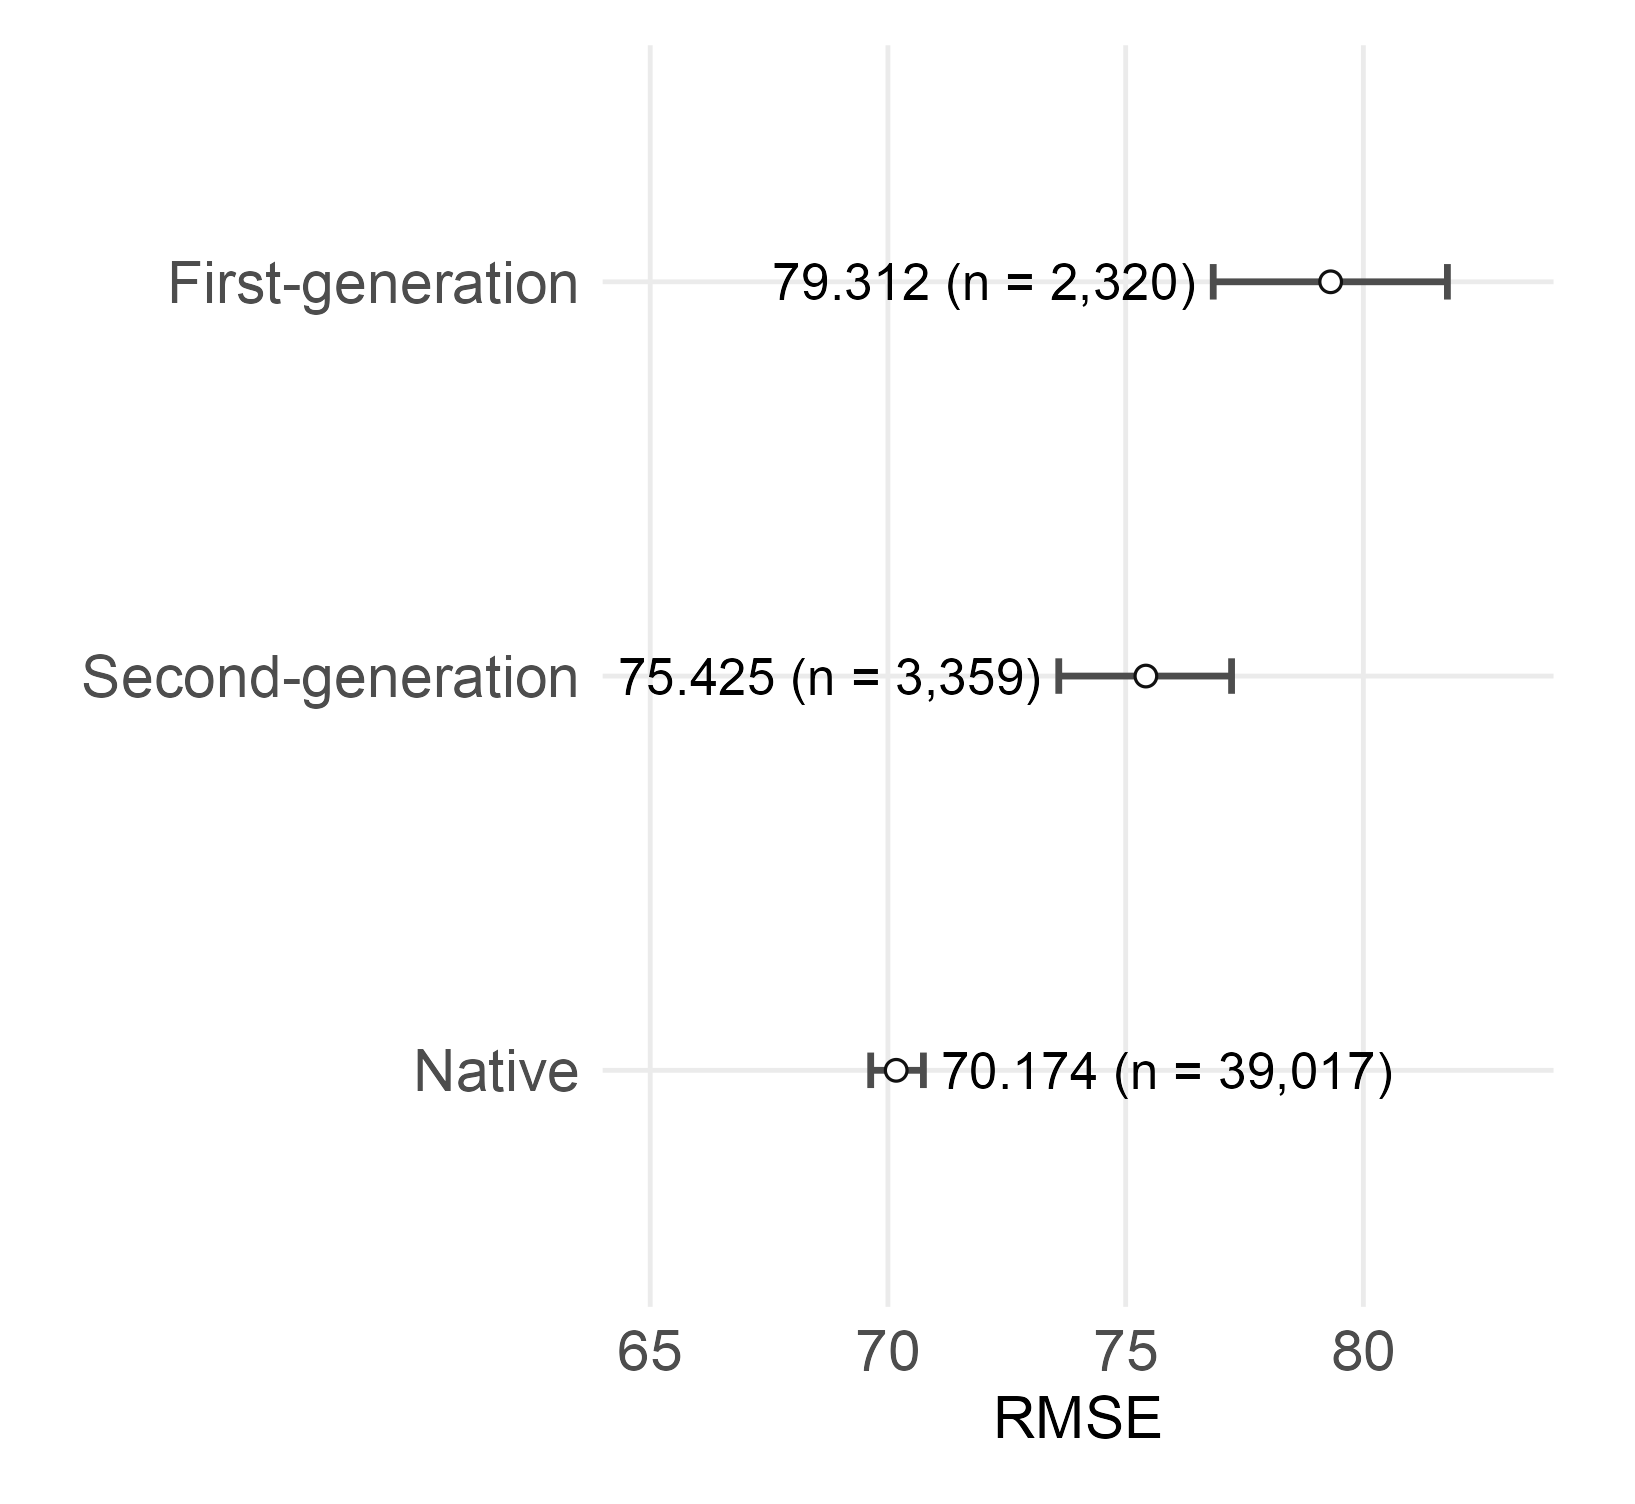 First-generation
79.312 (n = 2,320)
Second-generation
75.425 (n = 3,359)
Native
70.174 (n = 39,017)
65 70 75 80
RMSE